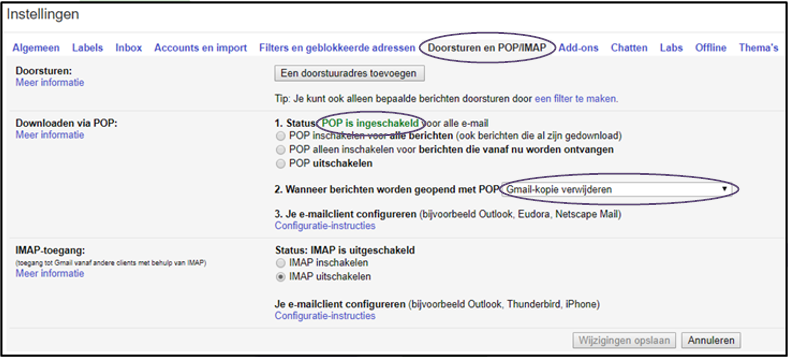 Instellingen
Algemeen Labels Inbox Accounts en import Filters en geblokkeerde adressen Doorsturen en POP/IMAP Add-ons Chatten Labs Offline Thema's
Doorsturen:
Meer informatie
Een doorstuuradres toevoegen
Tip: Je kunt ook alleen bepaalde berichten doorsturen door een filter te maken.
Downloaden via POP:
Meer informatie
1. Status: POP is ingeschakeld voor alle e-mail
POP inschakelen voor alle berichten (ook berichten die al zijn gedownload)
POP alleen inschakelen voor berichten die vanaf nu worden ontvangen
POP uitschakelen
2. Wanneer berichten worden geopend met POP Gmail-kopie verwijderen
3. Je e-mailclient configureren (bijvoorbeeld Outlook, Eudora, Netscape Mail)
Configuratie-instructies
IMAP-toegang:
(toegang tot Gmail vanaf andere clients met behulp van IMAP)
Meer informatie
Status: IMAP is uitgeschakeld
IMAP inschakelen
IMAP uitschakelen
Je e-mailclient configureren (bijvoorbeeld Outlook, Thunderbird, iPhone)
Configuratie-instructies
Wijzigingen opslaan Annuleren